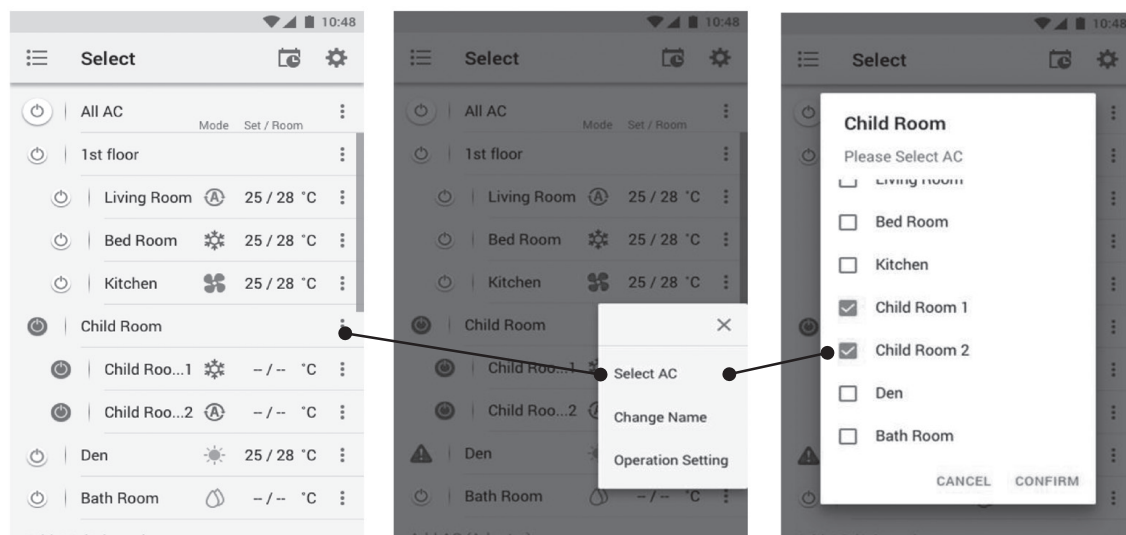 10:48
Select
All AC
Mode Set / Room
1st floor
Living Room 25 / 28 °C
Bed Room 25 / 28 °C
Kitchen 25 / 28 °C
Child Room
Child Roo...1 -- / -- °C
Child Roo...2 -- / -- °C
Den 25 / 28 °C
Bath Room -- / -- °C
10:48
Select
All AC
Mode Set / Room
1st floor
Living Room 25 / 28 °C
Bed Room 25 / 28 °C
Kitchen 25 / 28 °C
Child Room
Child Roo...1
Select AC
Child Roo...2
Change Name
Den
Operation Setting
Bath Room -- / -- °C
10:48
Select
Child Room
Please Select AC
Living Room
Bed Room
Kitchen
Child Room 1
Child Room 2
Den
Bath Room
CANCEL CONFIRM